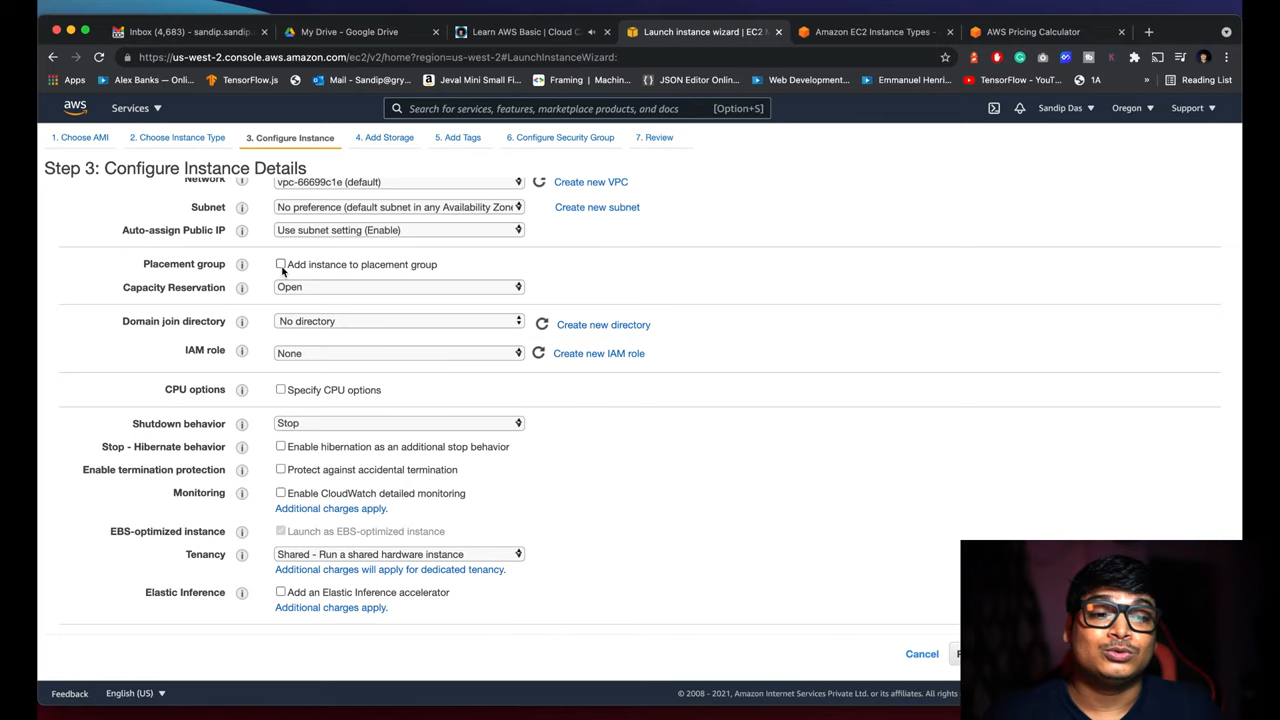 Inbox (4,683) - sandip.sandip. My Drive - Google Drive Learn AWS Basic | Cloud C Launch instance wizard | EC2 M Amazon EC2 Instance Types - AWS Pricing Calculator
https://us-west-2.console.aws.amazon.com/ec2/v2/home?region=us-west-2#LaunchInstanceWizard:
Apps Alex Banks — Onli... TensorFlow.js Mail - Sandip@gry... Jeval Mini Small Fi... Framing | Machin... JSON Editor Onlin... Web Development... Emmanuel Henri... TensorFlow - YouT... 1A » Reading List
aws Services Search for services, features, marketplace products, and docs [Option+S] Sandip Das Oregon Support
1. Choose AMI 2. Choose Instance Type 3. Configure Instance 4. Add Storage 5. Add Tags 6. Configure Security Group 7. Review
Step 3: Configure Instance Details
Network vpc-66699c1e (default) Create new VPC
Subnet No preference (default subnet in any Availability Zone Create new subnet
Auto-assign Public IP Use subnet setting (Enable)
Placement group Add instance to placement group
Capacity Reservation Open
Domain join directory No directory Create new directory
IAM role None Create new IAM role
CPU options Specify CPU options
Shutdown behavior Stop
Stop - Hibernate behavior Enable hibernation as an additional stop behavior
Enable termination protection Protect against accidental termination
Monitoring Enable CloudWatch detailed monitoring
Additional charges apply.
EBS-optimized instance Launch as EBS-optimized instance
Tenancy Shared - Run a shared hardware instance
Additional charges will apply for dedicated tenancy.
Elastic Inference Add an Elastic Inference accelerator
Additional charges apply.
Cancel
Feedback English (US) © 2008 - 2021, Amazon Internet Services Private Ltd. or its affiliates. All rights